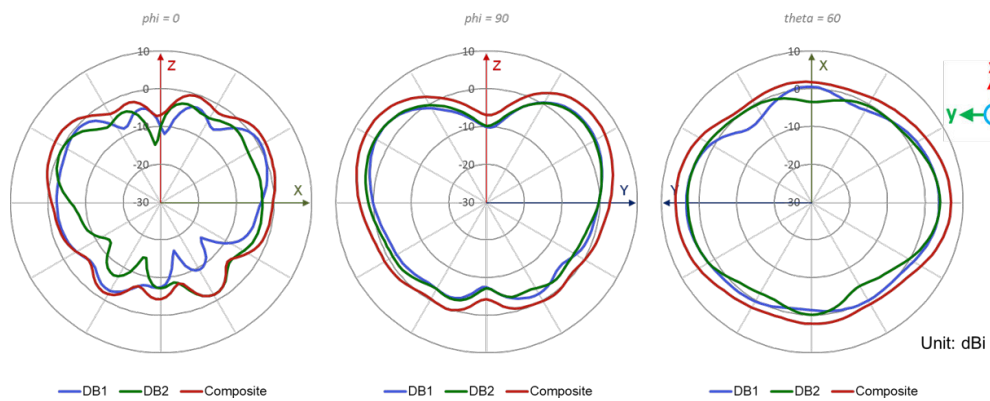 phi = 0
10
Z
0
-10
-20
X
-30
DB1 DB2 Composite
phi = 90
10
Z
0
-10
-20
Y
-30
DB1 DB2 Composite
theta = 60
10
X
0
-10
-20
Y
-30
y
Unit: dBi
DB1 DB2 Composite